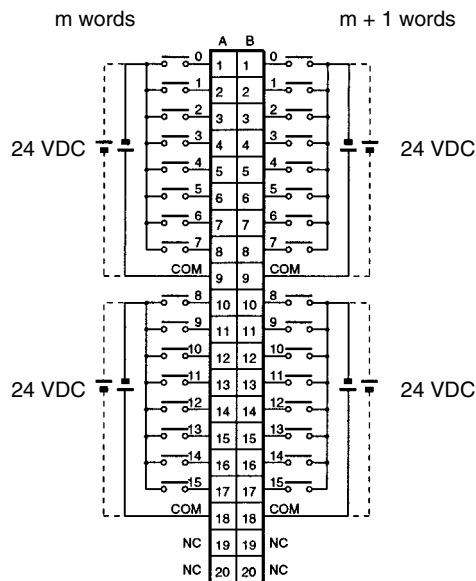 m words m + 1 words
A B
0 1 1 0
1 2 2 1
2 3 3 2
3 4 4 3
24 VDC 24 VDC
4 5 5 4
5 6 6 5
6 7 7 6
7 8 8 7
COM 9 9 COM
8 10 10 8
9 11 11 9
10 12 12 10
11 13 13 11
24 VDC 24 VDC
12 14 14 12
13 15 15 13
14 16 16 14
15 17 17 15
COM 18 18 COM
NC 19 19 NC
NC 20 20 NC